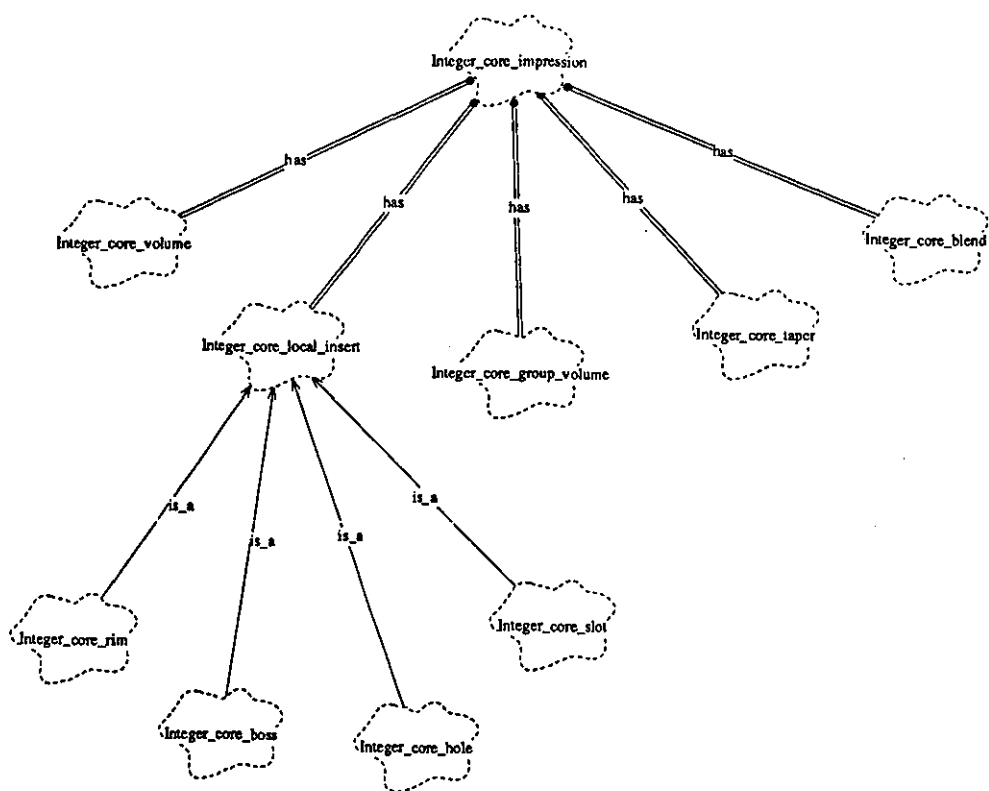 Integer_core_impression
has
has
has
has
has
Integer_core_volume
Integer_core_blend
Integer_core_local_insert
Integer_core_taper
Integer_core_group_volume
is_a
is_a
is_a
is_a
Integer_core_rim
Integer_core_slot
Integer_core_boss
Integer_core_hole